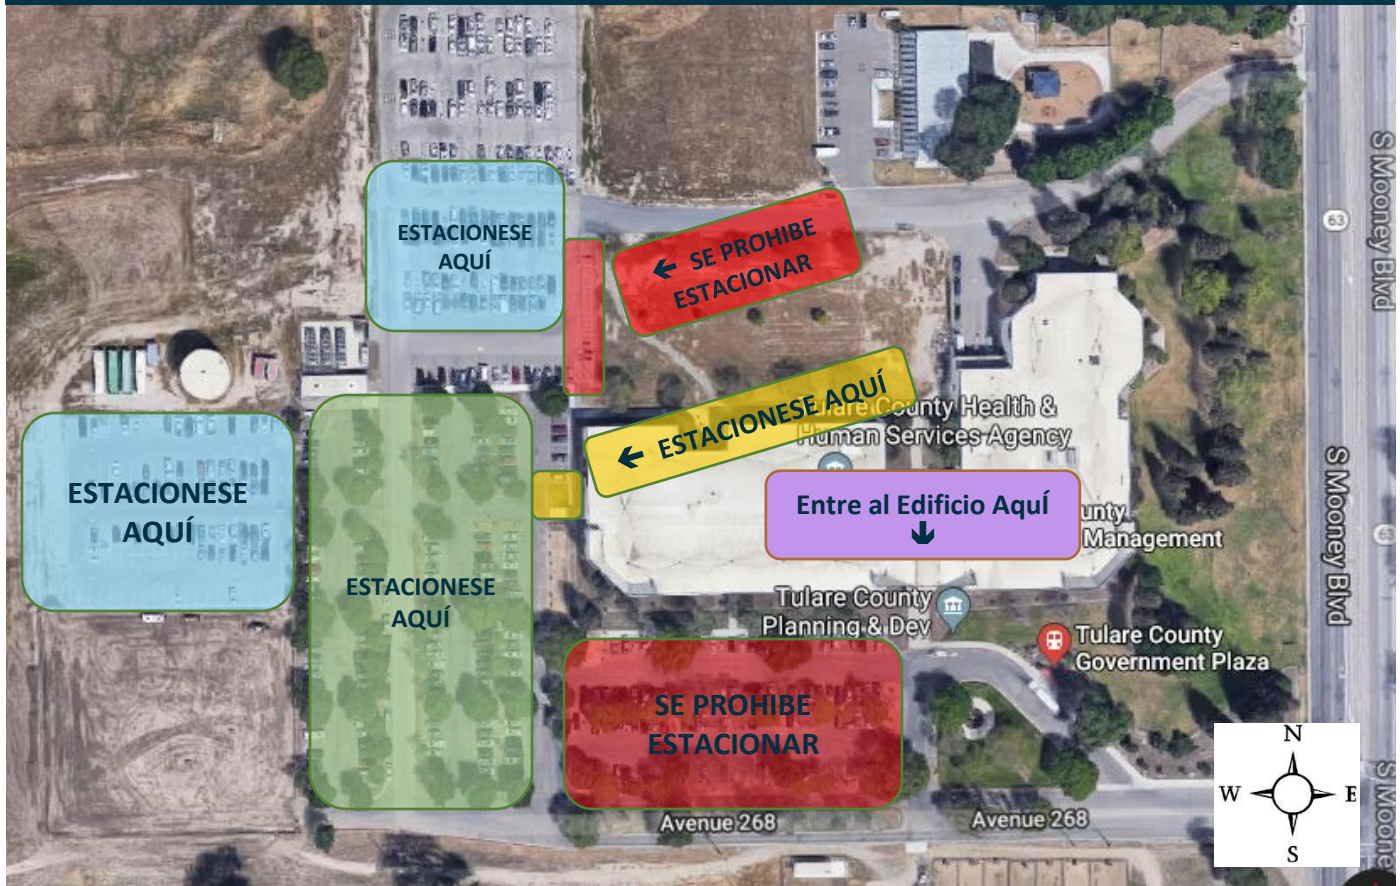 ESTACIONESE
AQUÍ
← SE PROHIBE
ESTACIONAR
S Mooney Blvd
63
← ESTACIONESE AQUÍ
Tulare County Health &
Human Services Agency
ESTACIONESE
AQUÍ
Entre al Edificio AquÍ
↓
unty
Management
S Mooney Blvd
ESTACIONESE
AQUÍ
Tulare County
Planning & Dev
Tulare County
Government Plaza
SE PROHIBE
ESTACIONAR
N
W E
S
S Moone
Avenue 268
Avenue 268